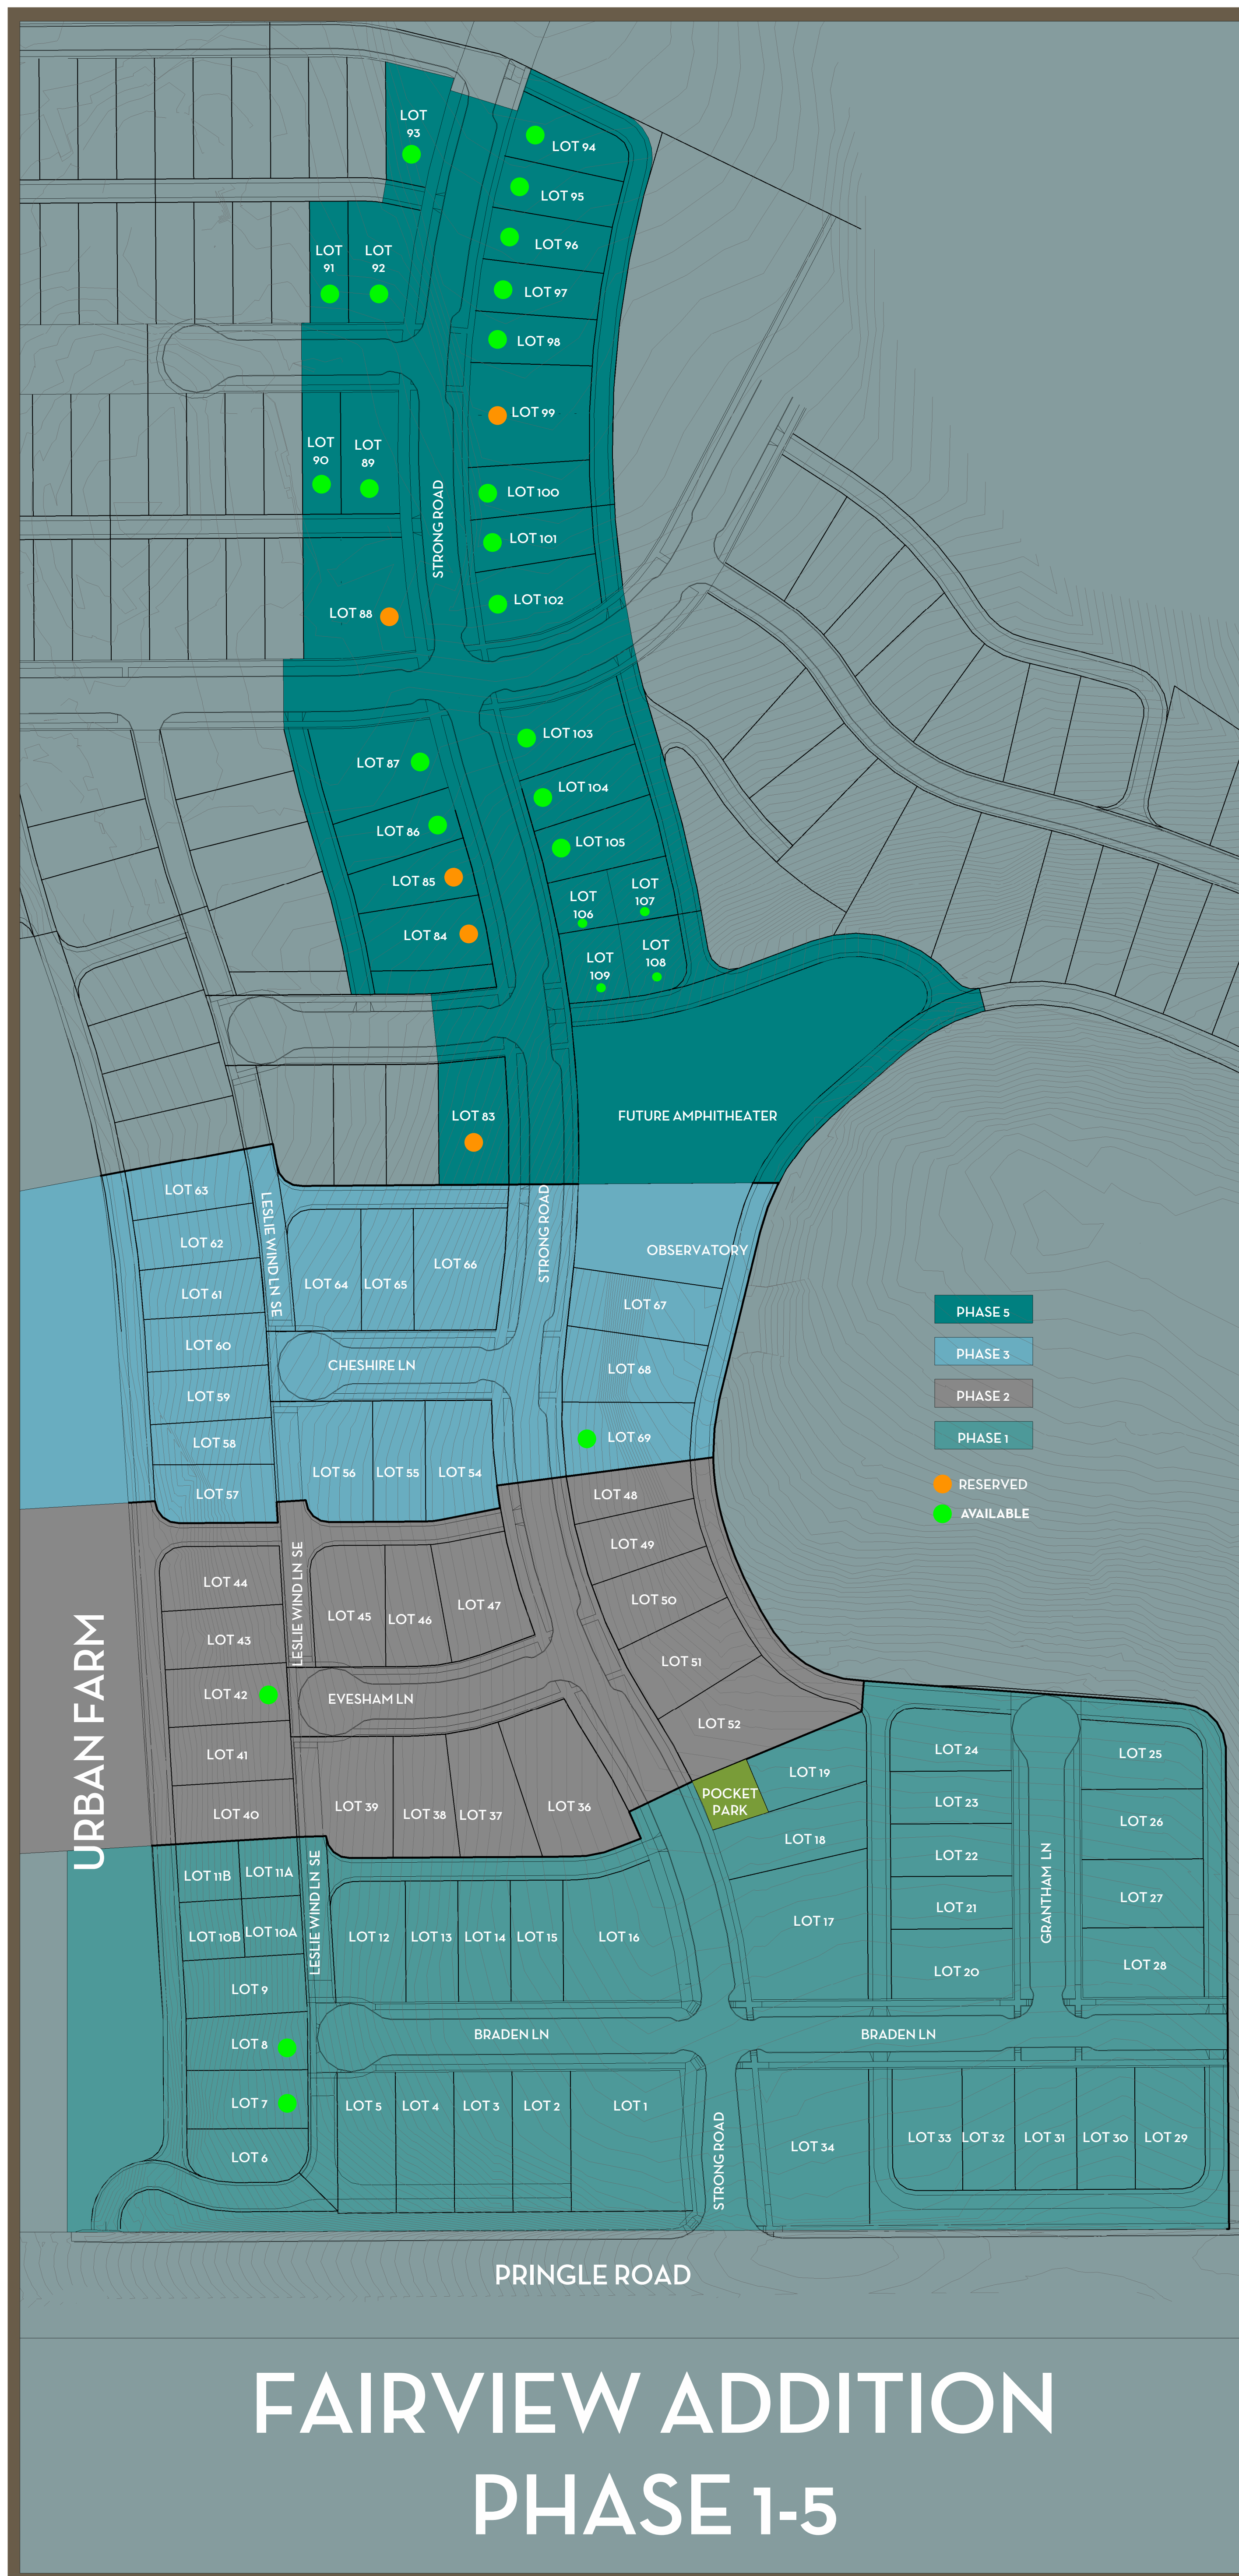 LOT
93
LOT 94
LOT 95
LOT
91
LOT
92
LOT 96
LOT 97
LOT 98
LOT 99
LOT
90
LOT
89
LOT 100
STRONG ROAD
LOT 101
LOT 102
LOT 88
LOT 103
LOT 87
LOT 104
LOT 86
LOT 105
LOT 85
LOT
106
LOT
107
LOT 84
LOT
109
LOT
108
LOT 83
FUTURE AMPHITHEATER
LOT 63
LESLIE WIND LN SE
STRONG ROAD
LOT 62
OBSERVATORY
LOT 66
LOT 64
LOT 65
LOT 61
LOT 67
PHASE 5
LOT 60
PHASE 3
CHESHIRE LN
LOT 68
LOT 59
PHASE 2
LOT 58
LOT 69
PHASE 1
LOT 56
LOT 55
LOT 54
RESERVED
LOT 57
LOT 48
AVAILABLE
LOT 49
LESLIE WIND LN SE
LOT 44
LOT 45
LOT 46
LOT 47
LOT 50
LOT 43
LOT 51
LOT 42
EVESHAM LN
URBAN FARM
LOT 52
LOT 41
LOT 24
LOT 25
LOT 19
LOT 40
LOT 39
LOT 38
LOT 37
LOT 36
POCKET
PARK
LOT 23
LOT 26
LOT 18
LOT 22
LOT 11B
LOT 11A
LESLIE WIND LN SE
GRANTHAM LN
LOT 27
LOT 21
LOT 17
LOT 10B
LOT 10A
LOT 12
LOT 13
LOT 14
LOT 15
LOT 16
LOT 20
LOT 28
LOT 9
BRADEN LN
BRADEN LN
LOT 8
LOT 7
LOT 5
LOT 4
LOT 3
LOT 2
LOT 1
STRONG ROAD
LOT 34
LOT 33
LOT 32
LOT 31
LOT 30
LOT 29
LOT 6
PRINGLE ROAD
FAIRVIEW ADDITION
PHASE 1-5